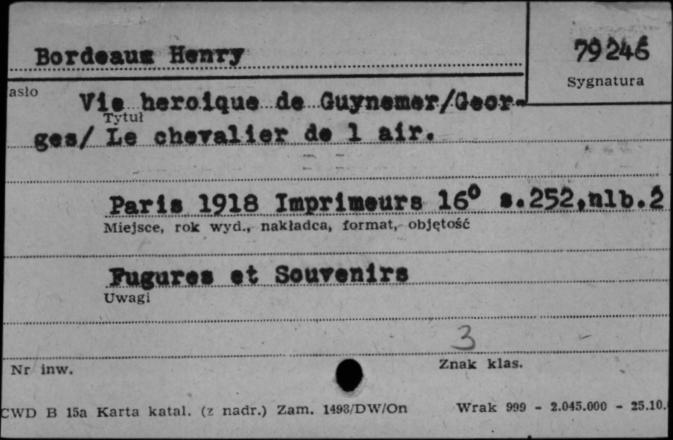 Bordeaux Henry
79246
Sygnatura
asło
Vie heroique de Guynemer/Geor-
Tytuł
ges/ Le chevalier de l air.
Paris 1918 Imprimeurs 16° s.252,nlb.2
Miejsce, rok wyd., nakładca, format, objętość
Fugures et Souvenirs
Uwagi
3
Nr inw.
Znak klas.
CWD B 15a Karta katal. (z nadr.) Zam. 1493/DW/On
Wrak 999 - 2.045.000 - 25.10.